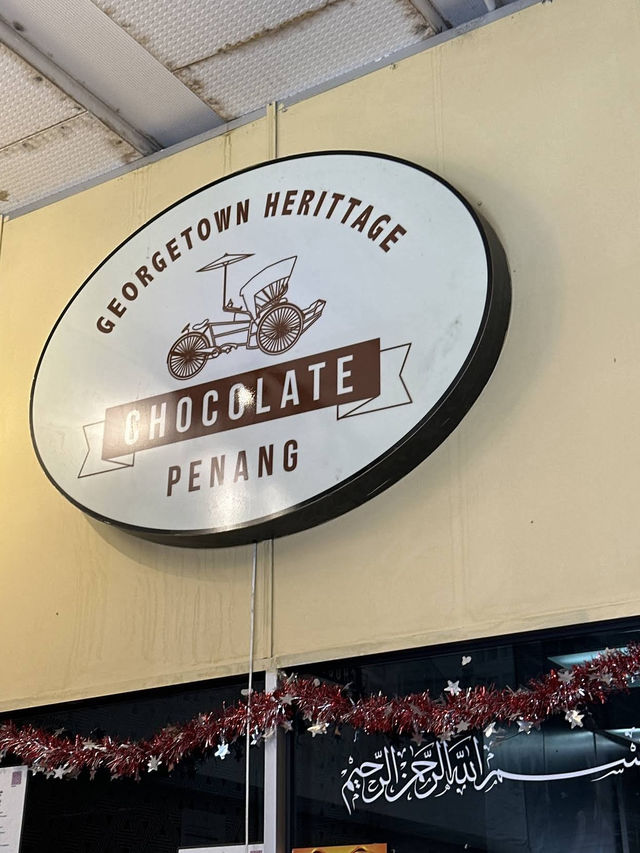 GEORGETOWN HERITTAGE
CHOCOLATE
PENANG
بسم الله الرحمن الرحيم